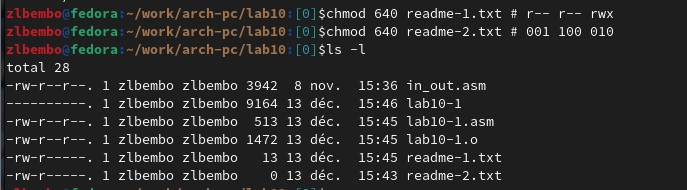 zlbembo@fedora:~/work/arch-pc/lab10:[0]$chmod 640 readme-1.txt # r-- r-- rwx
zlbembo@fedora:~/work/arch-pc/lab10:[0]$chmod 640 readme-2.txt # 001 100 010
zlbembo@fedora:~/work/arch-pc/lab10:[0]$ls -l
total 28
-rw-r--r--. 1 zlbembo zlbembo 3942  8 nov.  15:36 in_out.asm
----------. 1 zlbembo zlbembo 9164 13 déc.  15:46 lab10-1
-rw-r--r--. 1 zlbembo zlbembo  513 13 déc.  15:45 lab10-1.asm
-rw-r--r--. 1 zlbembo zlbembo 1472 13 déc.  15:45 lab10-1.o
-rw-r-----. 1 zlbembo zlbembo   13 13 déc.  15:45 readme-1.txt
-rw-r-----. 1 zlbembo zlbembo    0 13 déc.  15:43 readme-2.txt